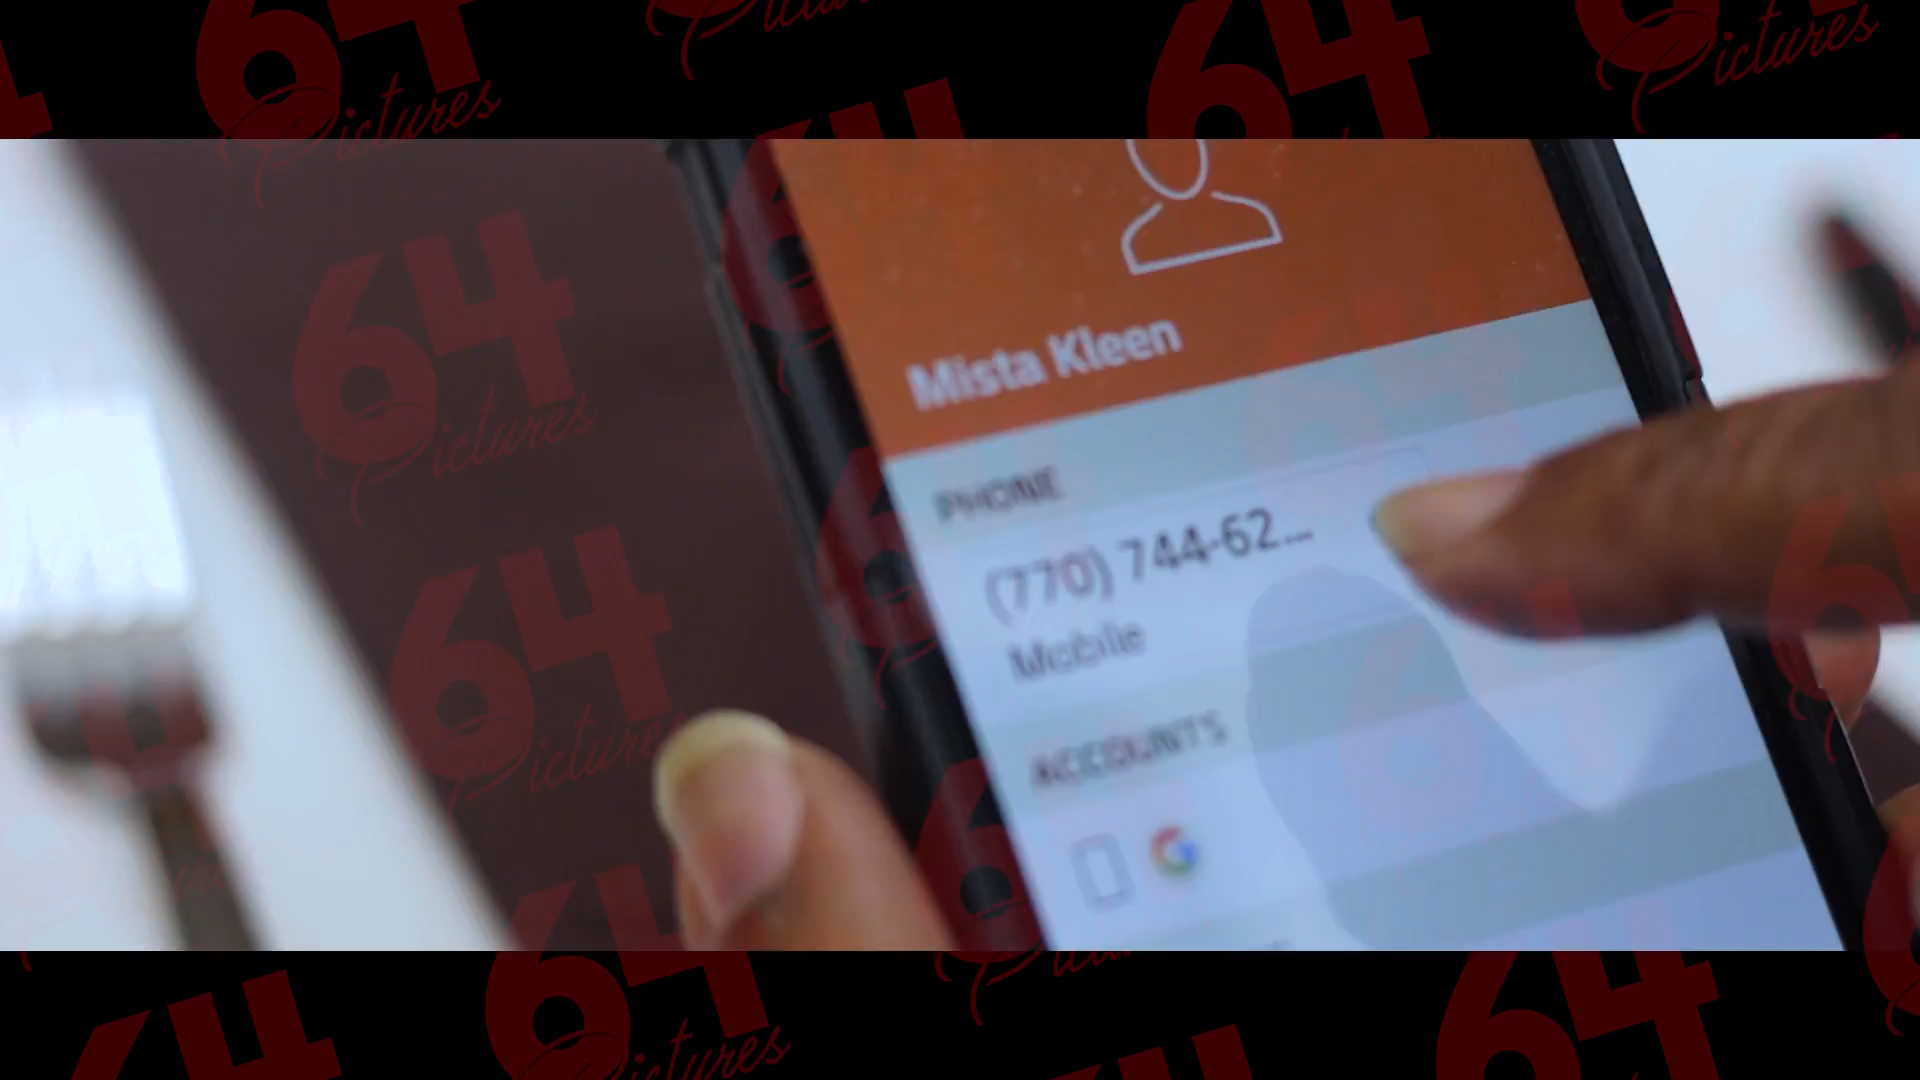 64
Pictures
Mista Kleen
PHONE
(770) 744-62...
Mobile
ACCOUNTS